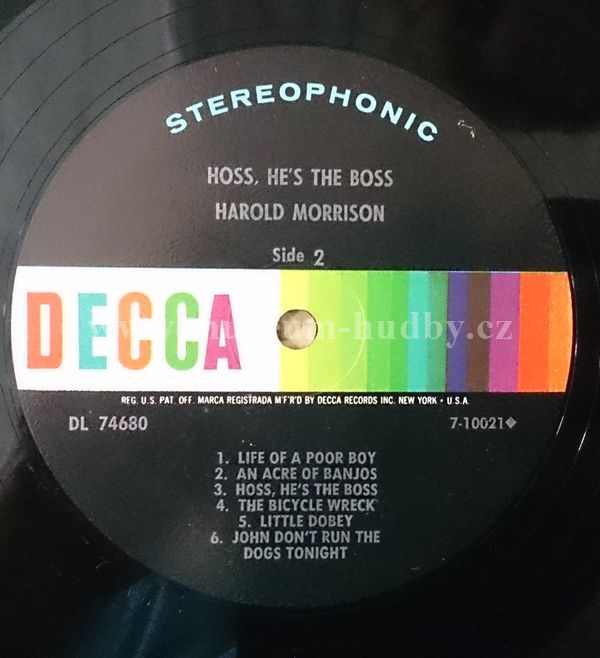 STEREOPHONIC
HOSS, HE'S THE BOSS
HAROLD MORRISON
Side 2
DECCA
www.museum-hudby.cz
REG. U.S. PAT. OFF. MARCA REGISTRADA M'F'R'D BY DECCA RECORDS INC. NEW YORK • U.S.A.
DL 74680
7-10021◆
1. LIFE OF A POOR BOY
2. AN ACRE OF BANJOS
3. HOSS, HE'S THE BOSS
4. THE BICYCLE WRECK
5. LITTLE DOBEY
6. JOHN DON'T RUN THE
DOGS TONIGHT